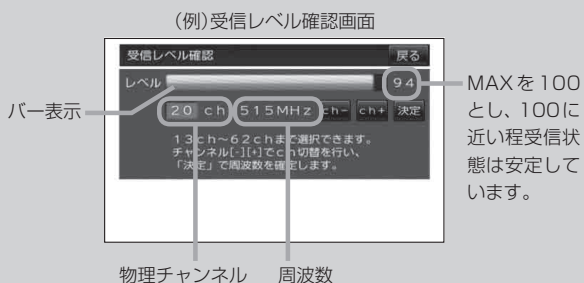 (例)受信レベル確認画面
受信レベル確認
戻る
レベル
94
20 ch 515MHz ch- ch+ 決定
13ch〜62chまで選択できます。
チャンネル[-][+]でch切替を行い、
「決定」で周波数を確定します。
バー表示
MAXを100
とし、100に
近い程受信状
態は安定して
います。
物理チャンネル
周波数